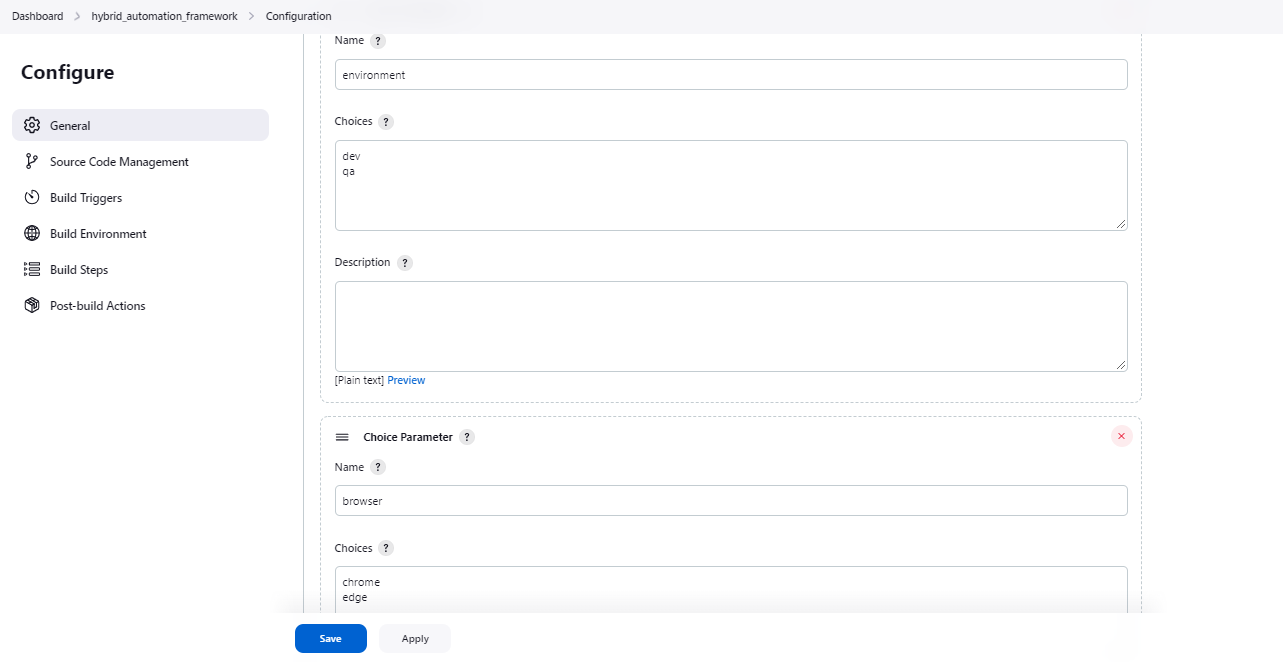 Dashboard > hybrid_automation_framework > Configuration
Configure
General
Source Code Management
Build Triggers
Build Environment
Build Steps
Post-build Actions
Name ?
environment
Choices ?
dev
qa
Description ?
[Plain text] Preview
Choice Parameter ?
Name ?
browser
Choices ?
chrome
edge
Save Apply